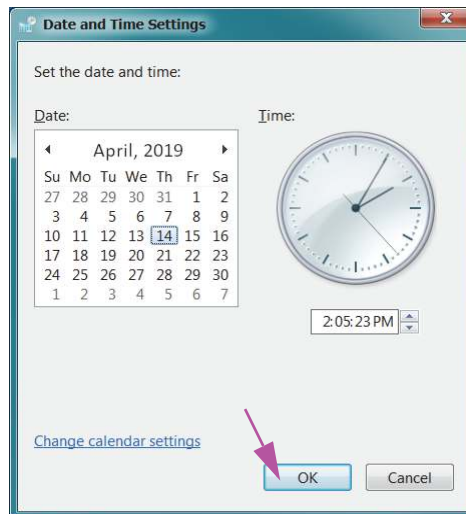 Date and Time Settings
X
Set the date and time:
Date:
Time:
April, 2019
Su Mo Tu We Th Fr Sa
27 28 29 30 31 1 2
3 4 5 6 7 8 9
10 11 12 13 14 15 16
17 18 19 20 21 22 23
24 25 26 27 28 29 30
1 2 3 4 5 6 7
2:05:23 PM
Change calendar settings
OK Cancel